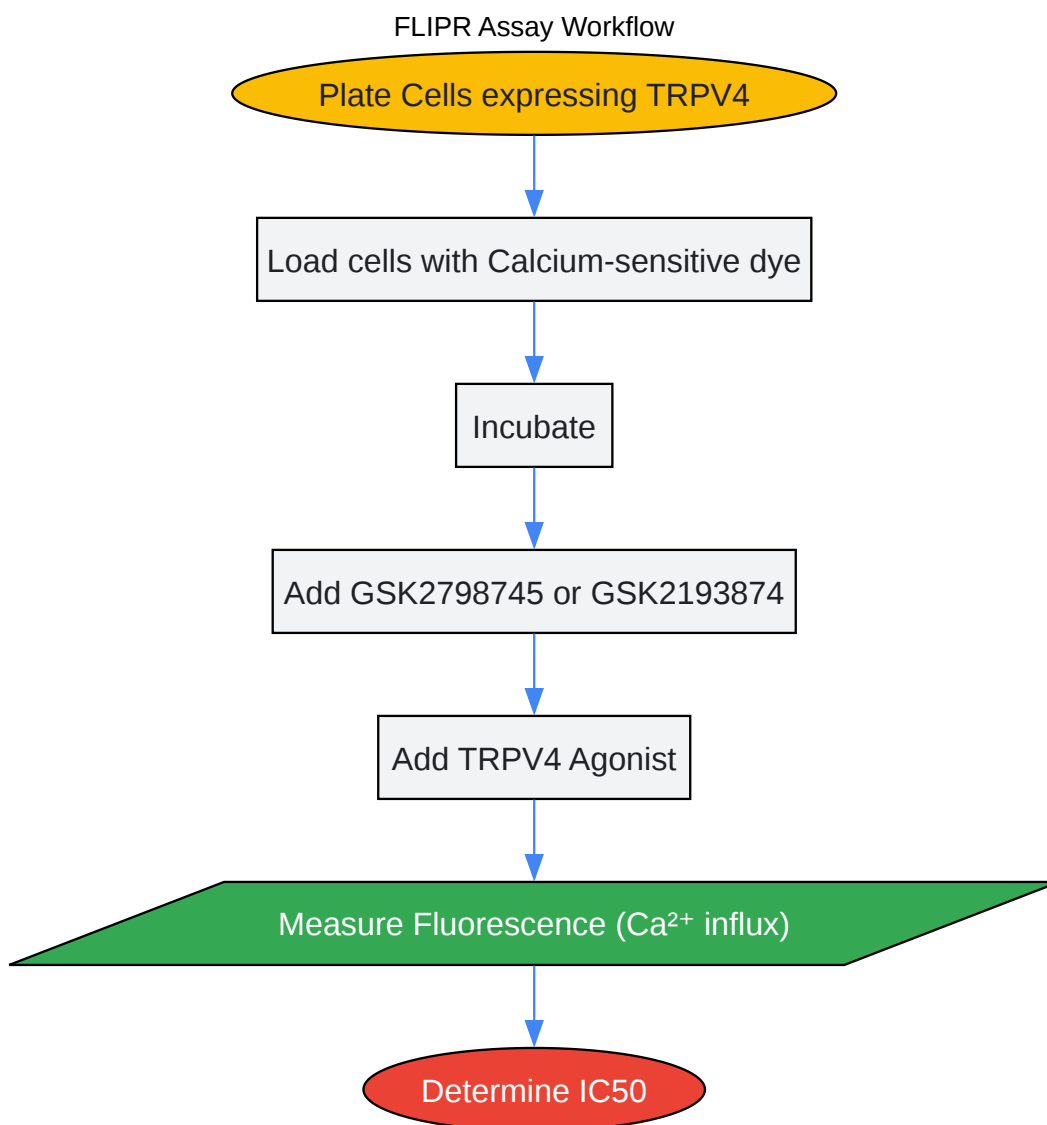 FLIPR Assay Workflow
Plate Cells expressing TRPV4
Load cells with Calcium-sensitive dye
Incubate
Add GSK2798745 or GSK2193874
Add TRPV4 Agonist
Measure Fluorescence (Ca²⁺ influx)
Determine IC50